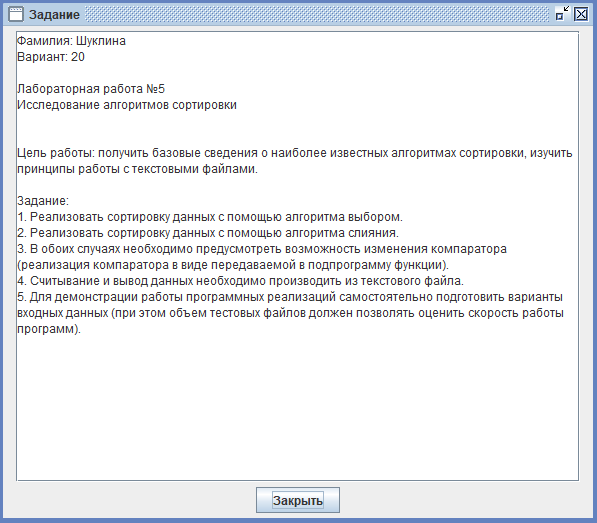 Задание
Фамилия: Шуклина
Вариант: 20
Лабораторная работа №5
Исследование алгоритмов сортировки
Цель работы: получить базовые сведения о наиболее известных алгоритмах сортировки, изучить
принципы работы с текстовыми файлами.
Задание:
1. Реализовать сортировку данных с помощью алгоритма выбором.
2. Реализовать сортировку данных с помощью алгоритма слияния.
3. В обоих случаях необходимо предусмотреть возможность изменения компаратора
(реализация компаратора в виде передаваемой в подпрограмму функции).
4. Считывание и вывод данных необходимо производить из текстового файла.
5. Для демонстрации работы программных реализаций самостоятельно подготовить варианты
входных данных (при этом объем тестовых файлов должен позволять оценить скорость работы
программ).
Закрыть